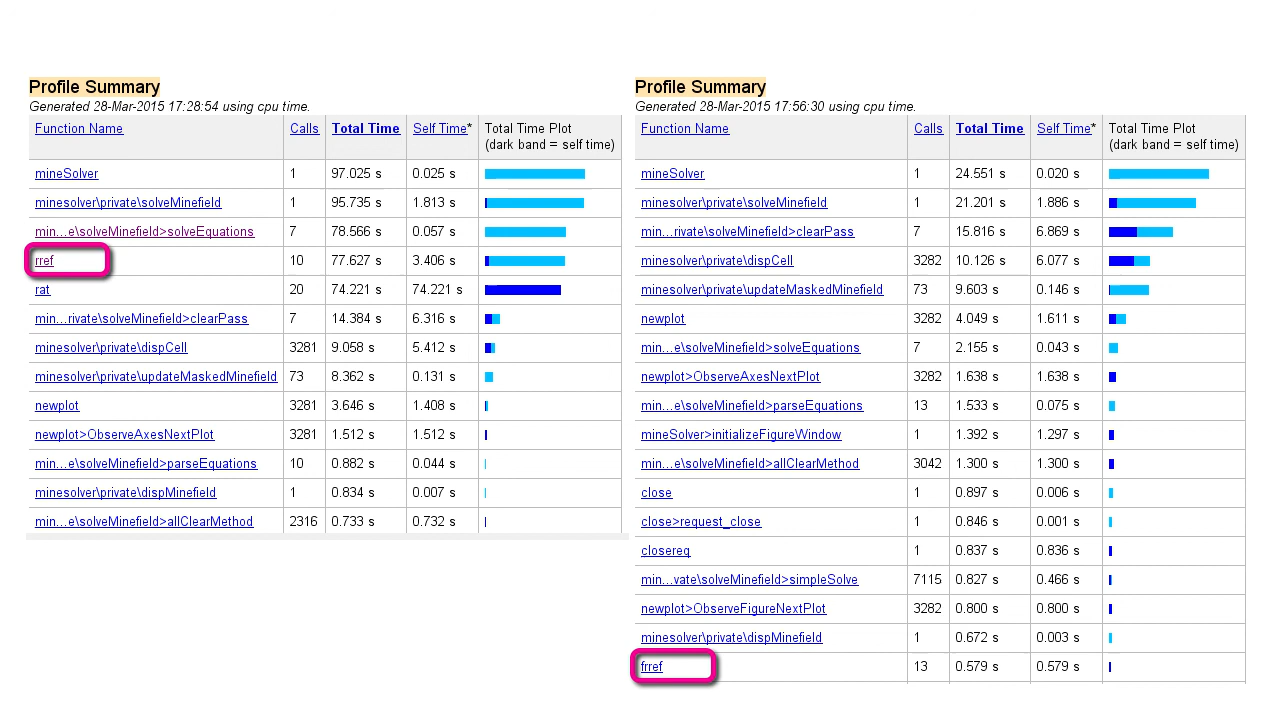 Profile Summary
Generated 28-Mar-2015 17:28:54 using cpu time.
Function Name Calls Total Time Self Time* Total Time Plot
(dark band = self time)
mineSolver 1 97.025 s 0.025 s
minesolver\private\solveMinefield 1 95.735 s 1.813 s
min...e\solveMinefield>solveEquations 7 78.566 s 0.057 s
rref 10 77.627 s 3.406 s
rat 20 74.221 s 74.221 s
min...rivate\solveMinefield>clearPass 7 14.384 s 6.316 s
minesolver\private\dispCell 3281 9.058 s 5.412 s
minesolver\private\updateMaskedMinefield 73 8.362 s 0.131 s
newplot 3281 3.646 s 1.408 s
newplot>ObserveAxesNextPlot 3281 1.512 s 1.512 s
min...e\solveMinefield>parseEquations 10 0.882 s 0.044 s
minesolver\private\dispMinefield 1 0.834 s 0.007 s
min...e\solveMinefield>allClearMethod 2316 0.733 s 0.732 s
Profile Summary
Generated 28-Mar-2015 17:56:30 using cpu time.
Function Name Calls Total Time Self Time* Total Time Plot
(dark band = self time)
mineSolver 1 24.551 s 0.020 s
minesolver\private\solveMinefield 1 21.201 s 1.886 s
min...rivate\solveMinefield>clearPass 7 15.816 s 6.869 s
minesolver\private\dispCell 3282 10.126 s 6.077 s
minesolver\private\updateMaskedMinefield 73 9.603 s 0.146 s
newplot 3282 4.049 s 1.611 s
min...e\solveMinefield>solveEquations 7 2.155 s 0.043 s
newplot>ObserveAxesNextPlot 3282 1.638 s 1.638 s
min...e\solveMinefield>parseEquations 13 1.533 s 0.075 s
mineSolver>initializeFigureWindow 1 1.392 s 1.297 s
min...e\solveMinefield>allClearMethod 3042 1.300 s 1.300 s
close 1 0.897 s 0.006 s
close>request_close 1 0.846 s 0.001 s
closereq 1 0.837 s 0.836 s
min...vate\solveMinefield>simpleSolve 7115 0.827 s 0.466 s
newplot>ObserveFigureNextPlot 3282 0.800 s 0.800 s
minesolver\private\dispMinefield 1 0.672 s 0.003 s
frref 13 0.579 s 0.579 s